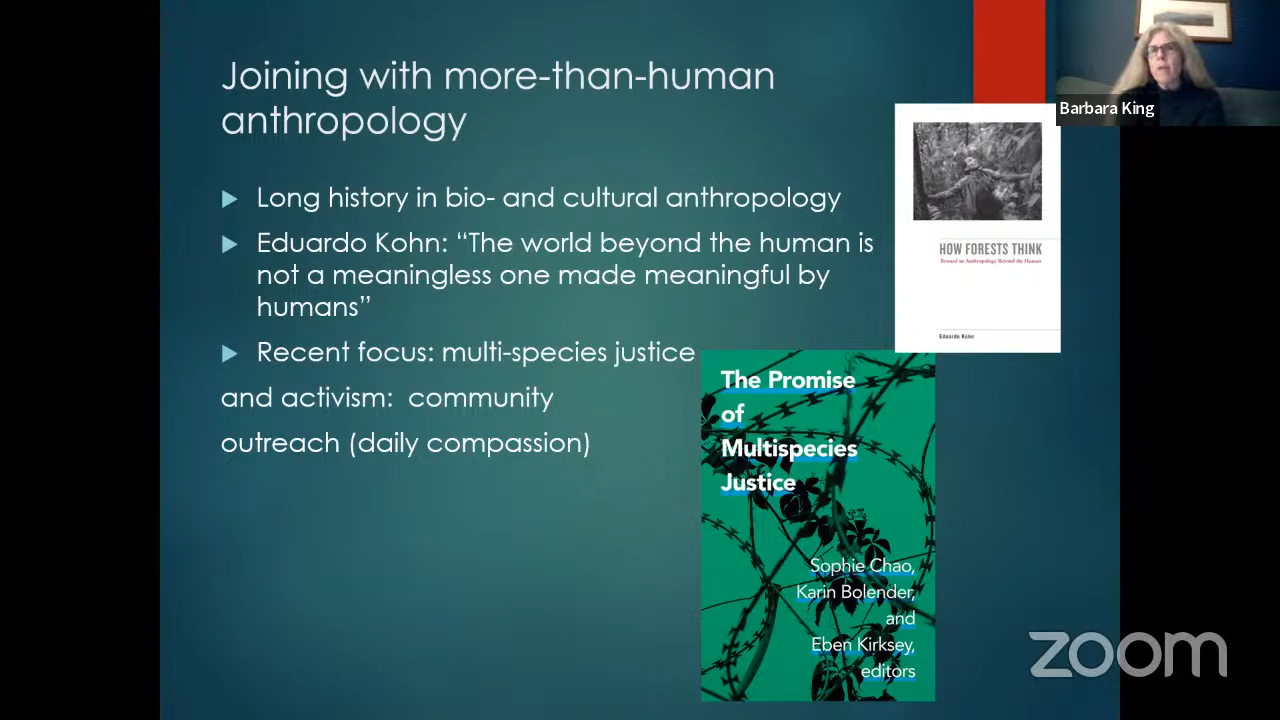 Joining with more-than-human
anthropology
Long history in bio- and cultural anthropology
Eduardo Kohn: “The world beyond the human is
not a meaningless one made meaningful by
humans”
Recent focus: multi-species justice
and activism:  community
outreach (daily compassion)
Barbara King
HOW FORESTS THINK
Toward an Anthropology Beyond the Human
Eduardo Kohn
The Promise
of
Multispecies
Justice
Sophie Chao,
Karin Bolender,
and
Eben Kirksey,
editors
zoom